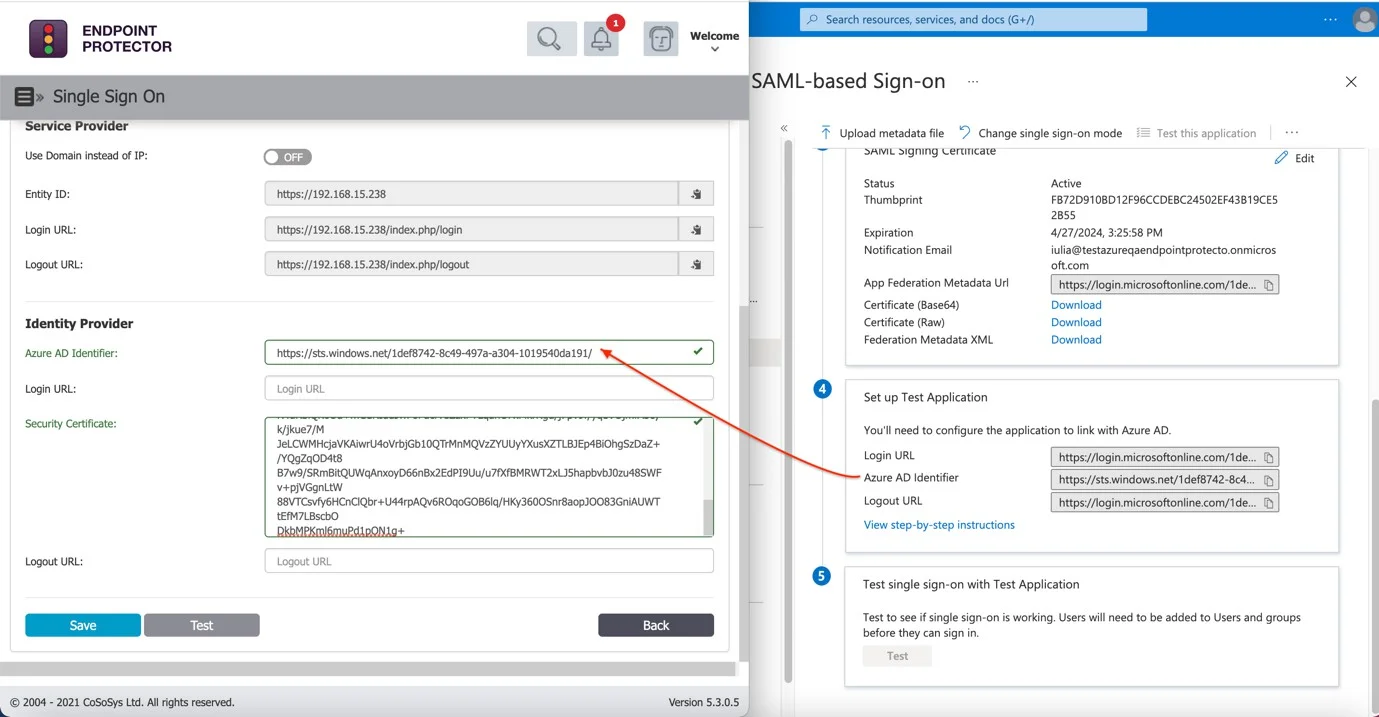 ENDPOINT
PROTECTOR
1
Welcome
Single Sign On
Service Provider
Use Domain instead of IP:
OFF
Entity ID:
https://192.168.15.238
Login URL:
https://192.168.15.238/index.php/login
Logout URL:
https://192.168.15.238/index.php/logout
Identity Provider
Azure AD Identifier:
https://sts.windows.net/1def8742-8c49-497a-a304-1019540da191/
Login URL:
Login URL
Security Certificate:
k/jkue7/M
JeLCWMHcjaVKAiwrU4oVrbjGb10QTrMnMQVzZYUUyYXusXZTLBJEp4BiOhgSzDaZ+
/YQgZqOD4t8
B7w9/SRmBitQUWqAnxoyD66nBx2EdPI9Uu/u7fXfBMRWT2xLJ5hapbvbJ0zu48SWF
v+pjVGgnLtW
88VTCsvfy6HCnClQbr+U44rpAQv6ROqoGOB6lq/HKy360OSnr8aopJOO83GniAUWT
tEfM7LBscbO
DkbMPKml6muPd1pON1g+
Logout URL:
Logout URL
Save
Test
Back
© 2004 - 2021 CoSoSys Ltd. All rights reserved.
Version 5.3.0.5
Search resources, services, and docs (G+/)
SAML-based Sign-on
Upload metadata file
Change single sign-on mode
Test this application
SAML Signing Certificate
Edit
Status
Active
Thumbprint
FB72D910BD12F96CCDEBC24502EF43B19CE5
2B55
Expiration
4/27/2024, 3:25:58 PM
Notification Email
iulia@testazureqaendpointprotecto.onmicros
oft.com
App Federation Metadata Url
https://login.microsoftonline.com/1de...
Certificate (Base64)
Download
Certificate (Raw)
Download
Federation Metadata XML
Download
4
Set up Test Application
You'll need to configure the application to link with Azure AD.
Login URL
https://login.microsoftonline.com/1de...
Azure AD Identifier
https://sts.windows.net/1def8742-8c4...
Logout URL
https://login.microsoftonline.com/1de...
View step-by-step instructions
5
Test single sign-on with Test Application
Test to see if single sign-on is working. Users will need to be added to Users and groups
before they can sign in.
Test